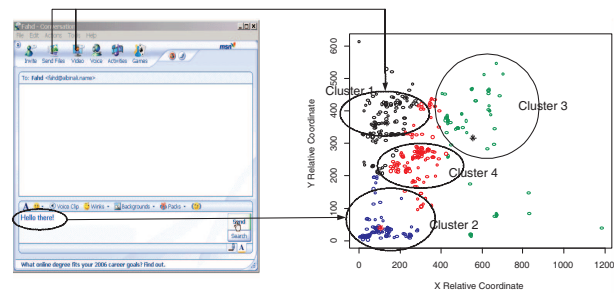 Fahd - Conversation
File Edit Actions Tools Help
msn
Invite Send Files Video Voice Activities Games
To: Fahd <fahd@abmak.name>
A Voice Clip Winks Backgrounds Packs
Hello there!
Send
Search
A
What online degree fits your 2006 career goals? Find out.
Cluster 1
Cluster 3
Cluster 4
Cluster 2
Y Relative Coordinate
600
500
400
300
200
100
0
0 200 400 600 800 1000 1200
X Relative Coordinate